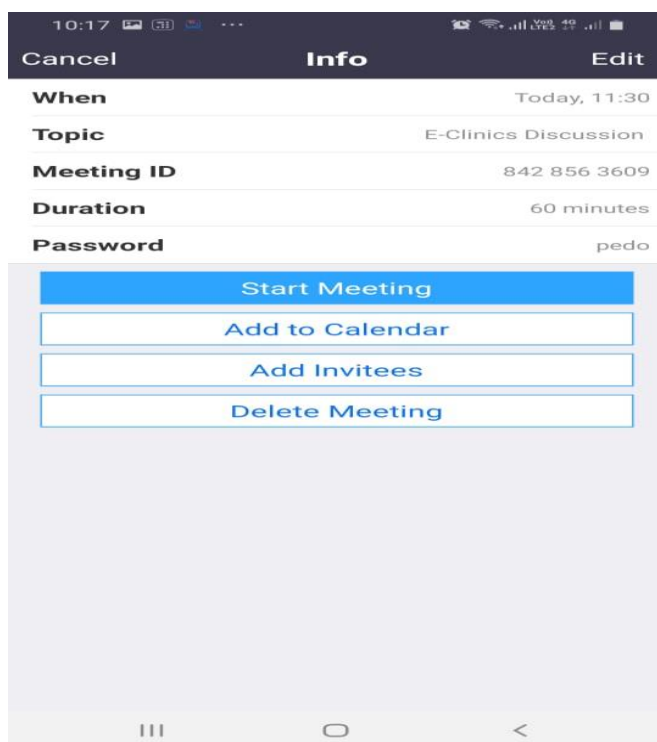 10:17 ...
Cancel Info Edit
When Today, 11:30
Topic E-Clinics Discussion
Meeting ID 842 856 3609
Duration 60 minutes
Password pedo
Start Meeting
Add to Calendar
Add Invitees
Delete Meeting